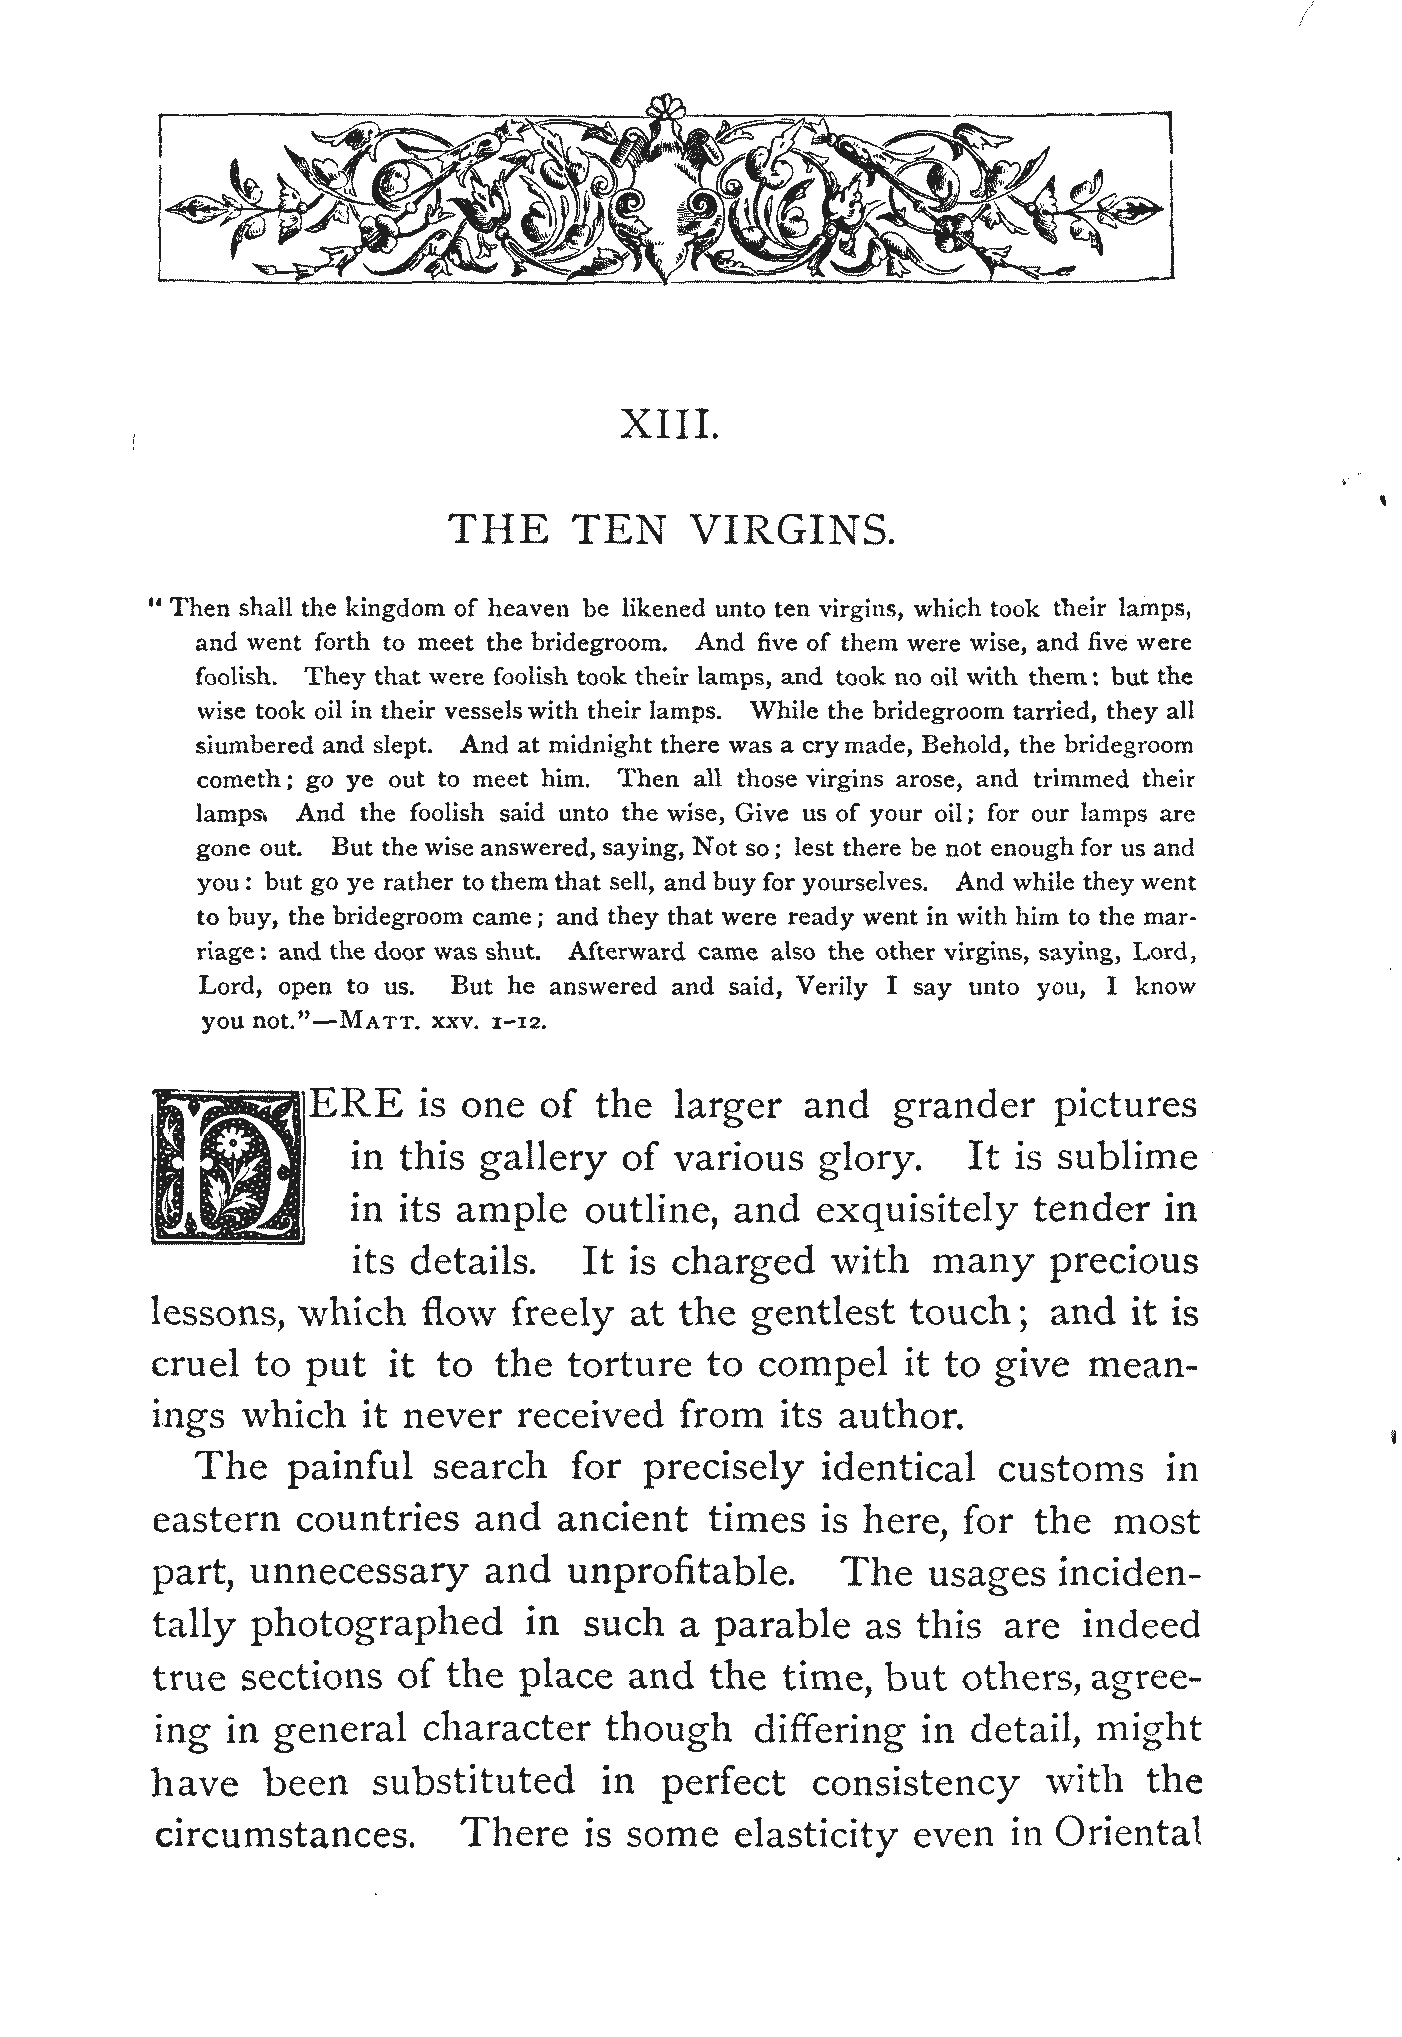 XIII.
THE TEN VIRGINS.
" Then shall the kingdom of heaven be likened unto ten virgins, which took their lamps,
and went forth to meet the bridegroom. And five of them were wise, and five were
foolish. They that were foolish took their lamps, and took no oil with them: but the
wise took oil in their vessels with their lamps. While the bridegroom tarried, they all
slumbered and slept. And at midnight there was a cry made, Behold, the bridegroom
cometh; go ye out to meet him. Then all those virgins arose, and trimmed their
lamps. And the foolish said unto the wise, Give us of your oil; for our lamps are
gone out. But the wise answered, saying, Not so; lest there be not enough for us and
you: but go ye rather to them that sell, and buy for yourselves. And while they went
to buy, the bridegroom came; and they that were ready went in with him to the mar-
riage: and the door was shut. Afterward came also the other virgins, saying, Lord,
Lord, open to us. But he answered and said, Verily I say unto you, I know
you not."—MATT. XXV. 1-12.
HERE is one of the larger and grander pictures
in this gallery of various glory. It is sublime
in its ample outline, and exquisitely tender in
its details. It is charged with many precious
lessons, which flow freely at the gentlest touch; and it is
cruel to put it to the torture to compel it to give mean-
ings which it never received from its author.
The painful search for precisely identical customs in
eastern countries and ancient times is here, for the most
part, unnecessary and unprofitable. The usages inciden-
tally photographed in such a parable as this are indeed
true sections of the place and the time, but others, agree-
ing in general character though differing in detail, might
have been substituted in perfect consistency with the
circumstances. There is some elasticity even in Oriental